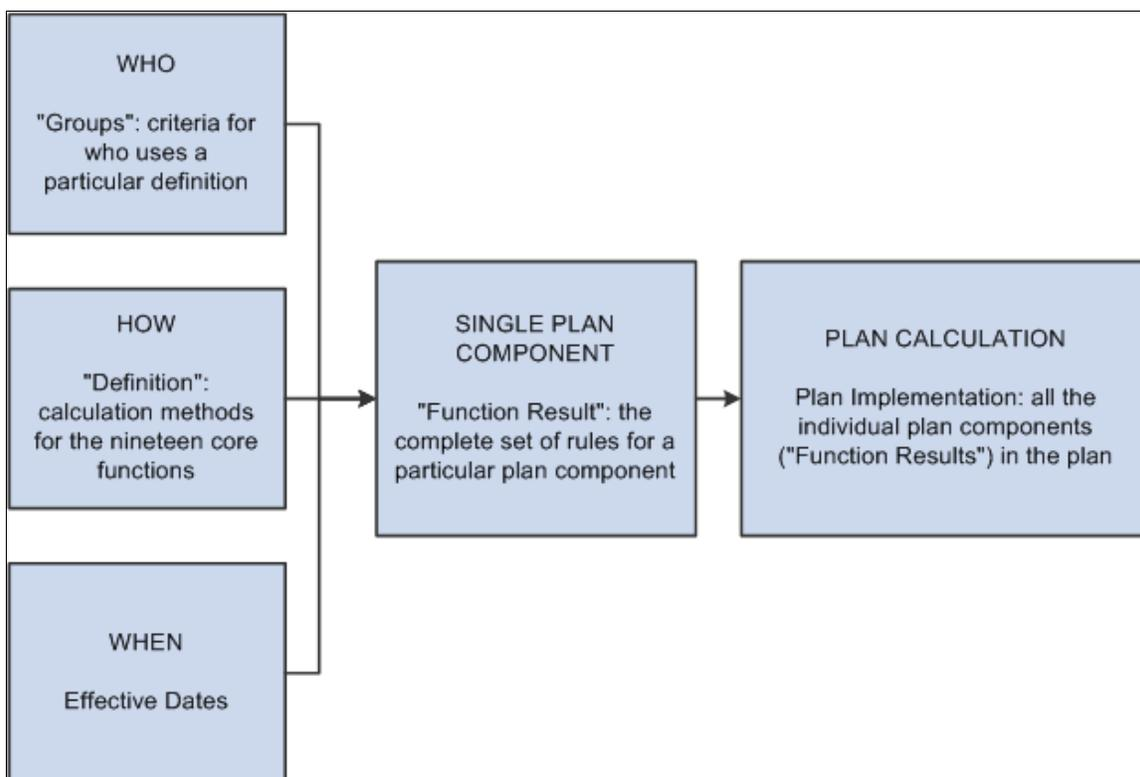 WHO
"Groups": criteria for
who uses a
particular definition
HOW
"Definition":
calculation methods
for the nineteen core
functions
WHEN
Effective Dates
SINGLE PLAN
COMPONENT
"Function Result": the
complete set of rules for a
particular plan component
PLAN CALCULATION
Plan Implementation: all the
individual plan components
("Function Results") in the plan